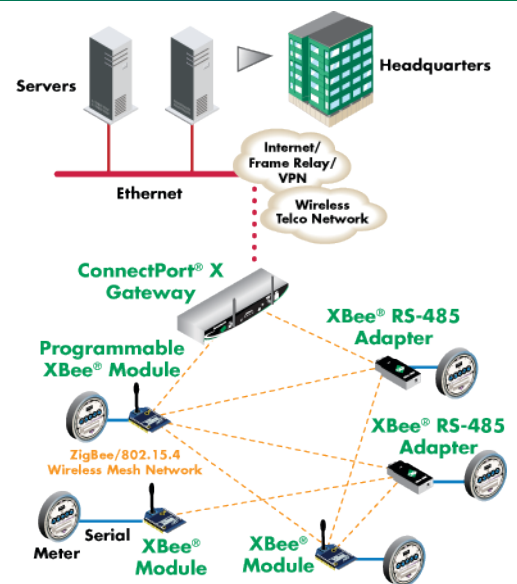 Servers
Headquarters
Internet/
Frame Relay/
VPN
Ethernet
Wireless
Telco Network
ConnectPort® X
Gateway
XBee® RS-485
Adapter
Programmable
XBee® Module
XBee® RS-485
Adapter
ZigBee/802.15.4
Wireless Mesh Network
Serial
Meter
XBee®
Module
XBee®
Module